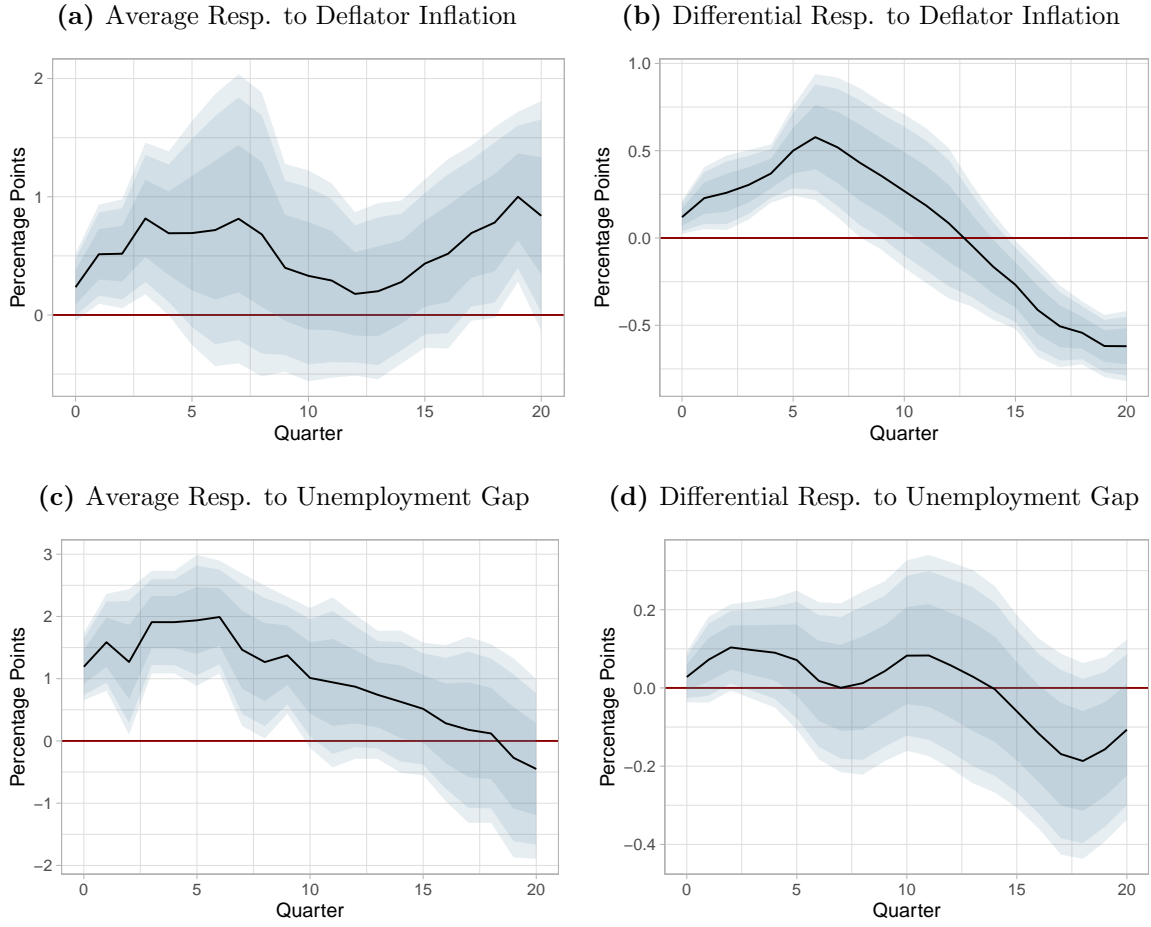 (a) Average Resp. to Deflator Inflation
(b) Differential Resp. to Deflator Inflation
Percentage Points
2
1
0
0 5 10 15 20
Quarter
Percentage Points
1.0
0.5
0.0
−0.5
0 5 10 15 20
Quarter
(c) Average Resp. to Unemployment Gap
(d) Differential Resp. to Unemployment Gap
Percentage Points
3
2
1
0
−1
−2
0 5 10 15 20
Quarter
Percentage Points
0.2
0.0
−0.2
−0.4
0 5 10 15 20
Quarter